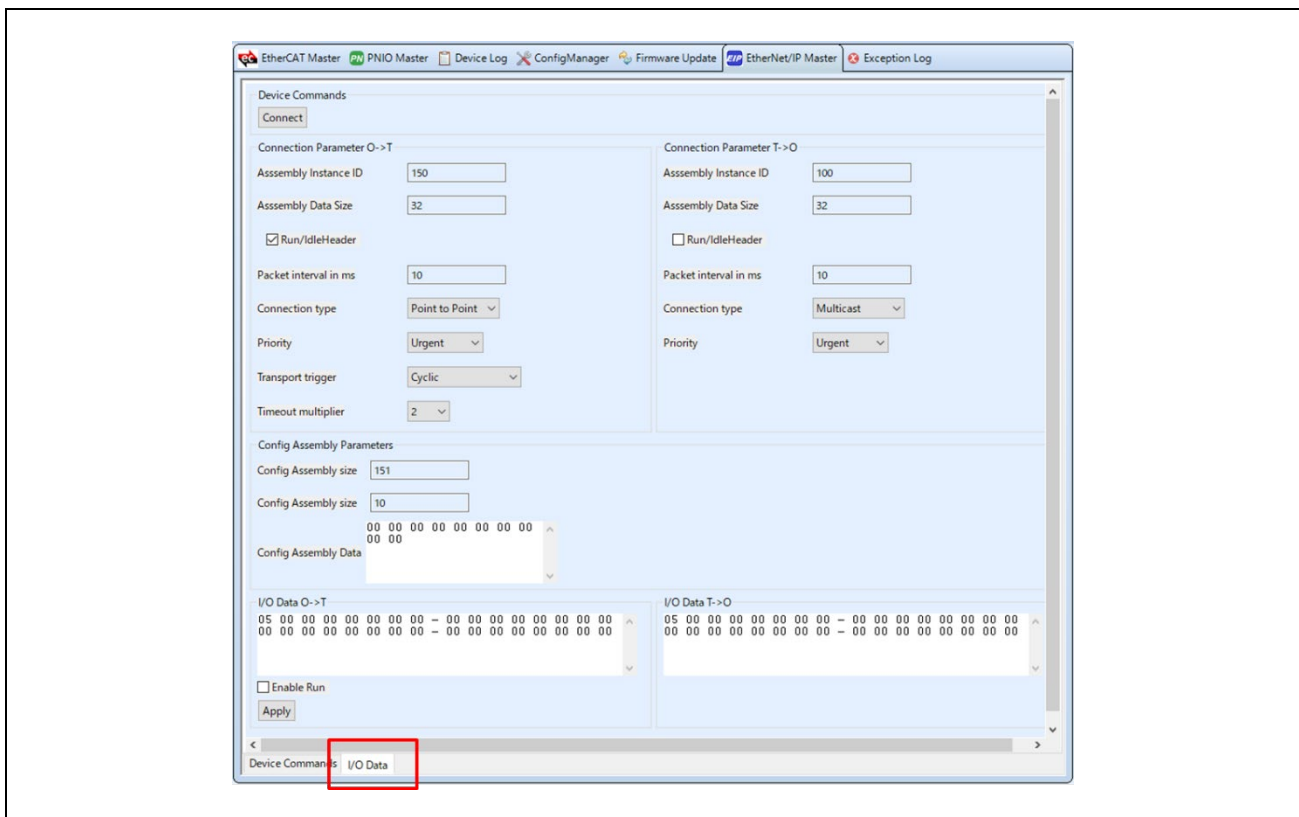 EtherCAT Master PN PNIO Master Device Log ConfigManager Firmware Update EIP EtherNet/IP Master Exception Log
Device Commands
Connect
Connection Parameter O->T
Asssembly Instance ID 150
Asssembly Data Size 32
Run/IdleHeader
Packet interval in ms 10
Connection type Point to Point
Priority Urgent
Transport trigger Cyclic
Timeout multiplier 2
Connection Parameter T->O
Asssembly Instance ID 100
Asssembly Data Size 32
Run/IdleHeader
Packet interval in ms 10
Connection type Multicast
Priority Urgent
Config Assembly Parameters
Config Assembly size 151
Config Assembly size 10
Config Assembly Data
00 00 00 00 00 00 00 00
00 00
I/O Data O->T
05 00 00 00 00 00 00 00 – 00 00 00 00 00 00 00 00
00 00 00 00 00 00 00 00 – 00 00 00 00 00 00 00 00
Enable Run
Apply
I/O Data T->O
05 00 00 00 00 00 00 00 – 00 00 00 00 00 00 00 00
00 00 00 00 00 00 00 00 – 00 00 00 00 00 00 00 00
Device Commands I/O Data